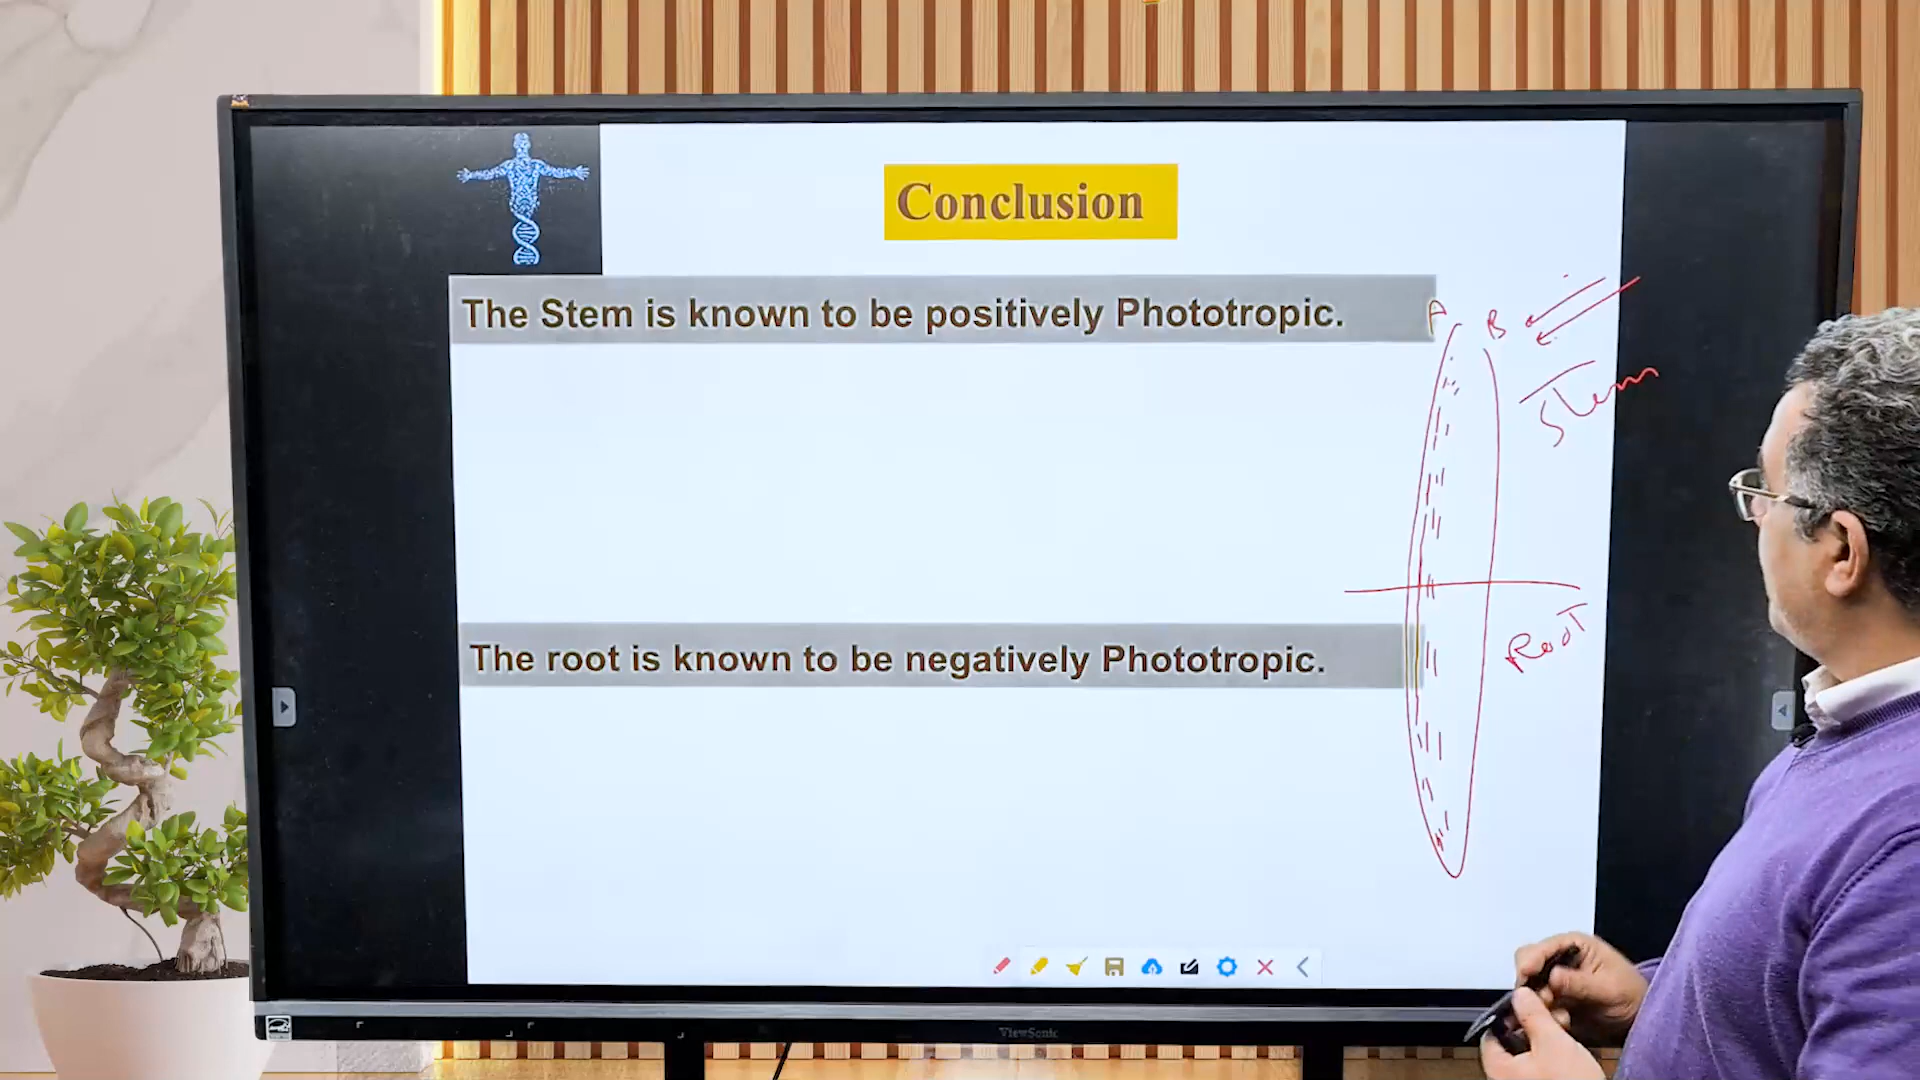 Conclusion
The Stem is known to be positively Phototropic.
A B
Stem
The root is known to be negatively Phototropic.
Root
ViewSonic